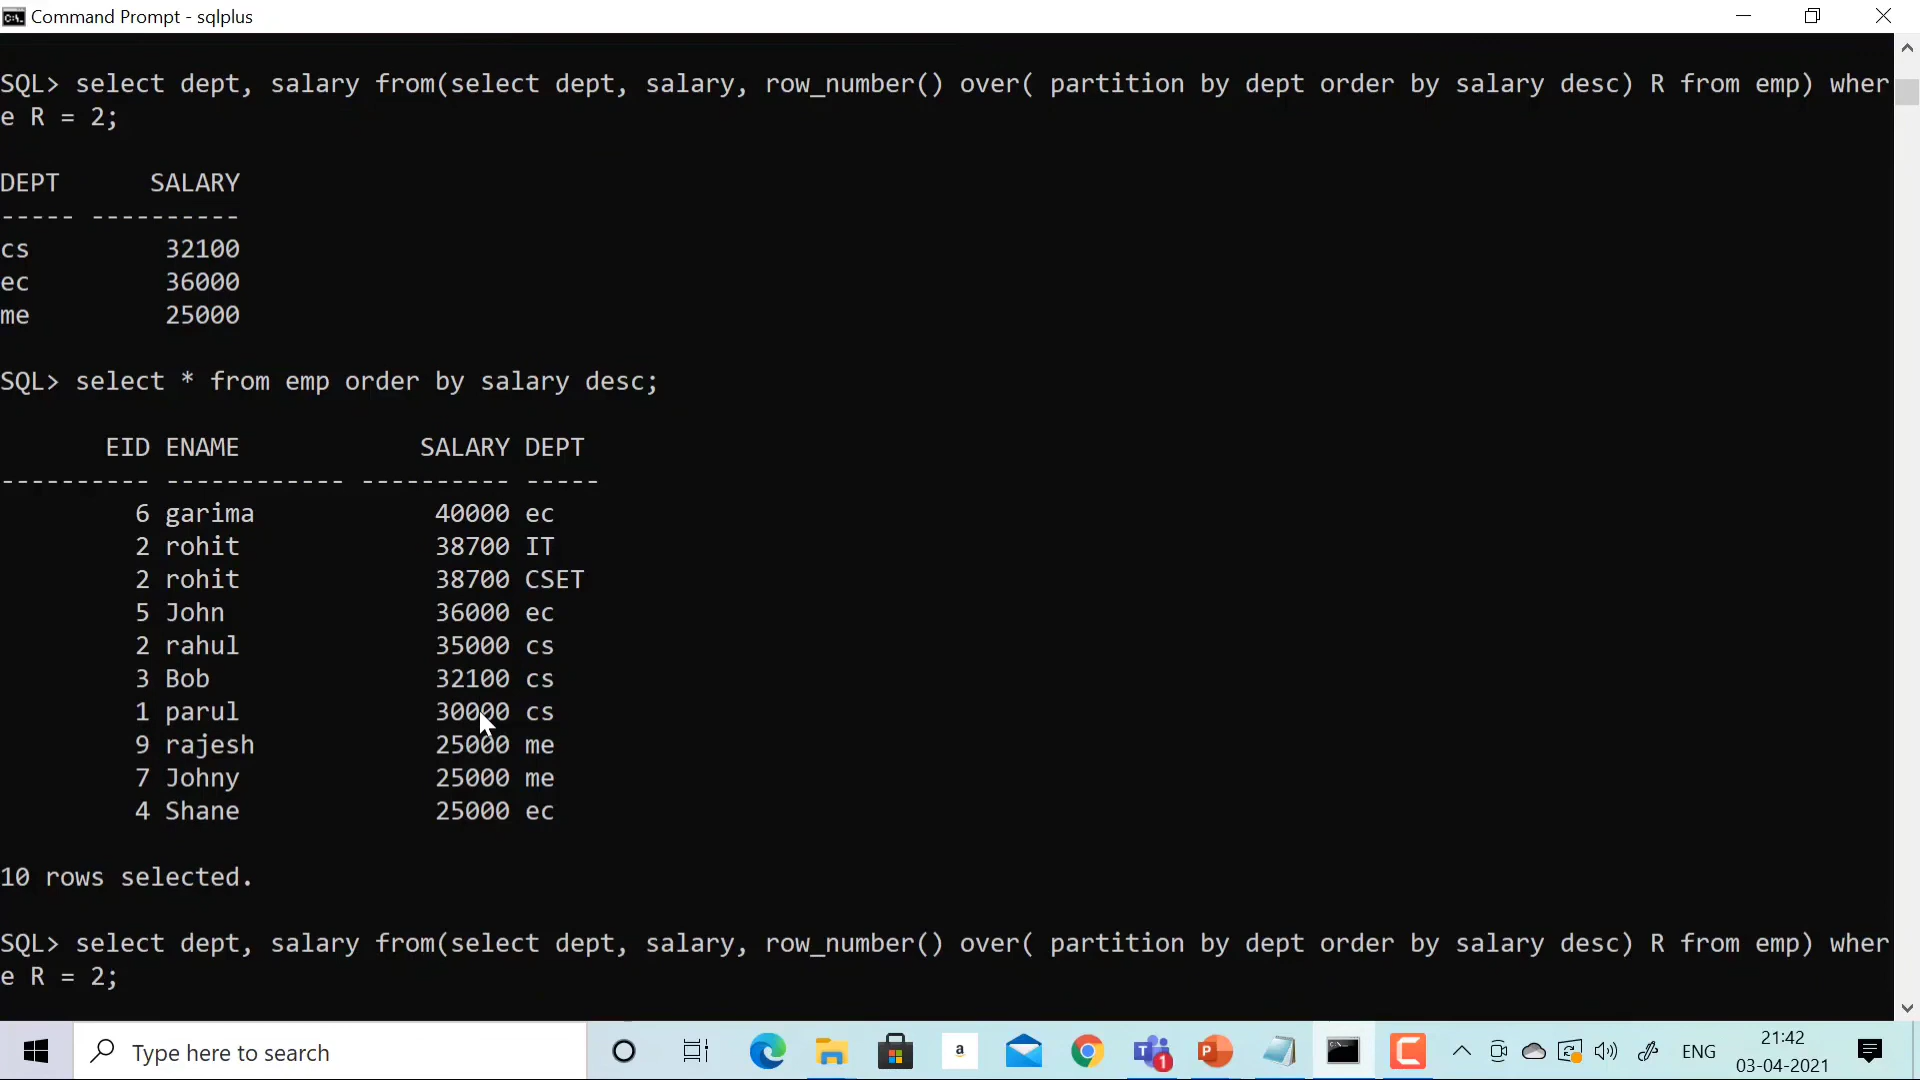 Command Prompt - sqlplus
SQL> select dept, salary from(select dept, salary, row_number() over( partition by dept order by salary desc) R from emp) wher
e R = 2;
DEPT      SALARY
----- ----------
cs         32100
ec         36000
me         25000
SQL> select * from emp order by salary desc;
       EID ENAME            SALARY DEPT
---------- ------------ ---------- -----
         6 garima            40000 ec
         2 rohit             38700 IT
         2 rohit             38700 CSET
         5 John              36000 ec
         2 rahul             35000 cs
         3 Bob               32100 cs
         1 parul             30000 cs
         9 rajesh            25000 me
         7 Johny             25000 me
         4 Shane             25000 ec
10 rows selected.
SQL> select dept, salary from(select dept, salary, row_number() over( partition by dept order by salary desc) R from emp) wher
e R = 2;
Type here to search
ENG
21:42
03-04-2021